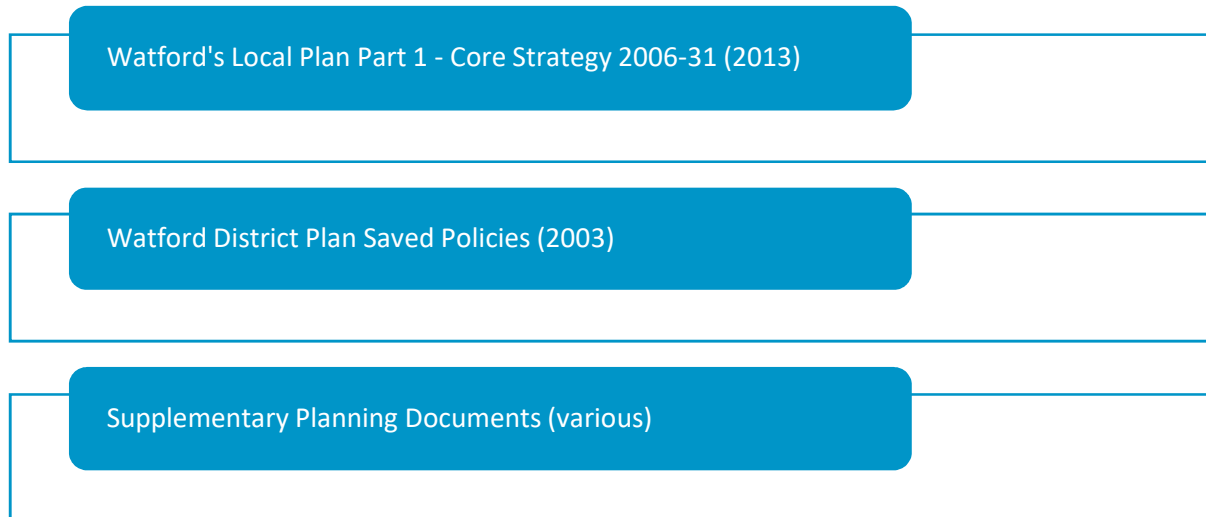 Watford's Local Plan Part 1 - Core Strategy 2006-31 (2013)
Watford District Plan Saved Policies (2003)
Supplementary Planning Documents (various)